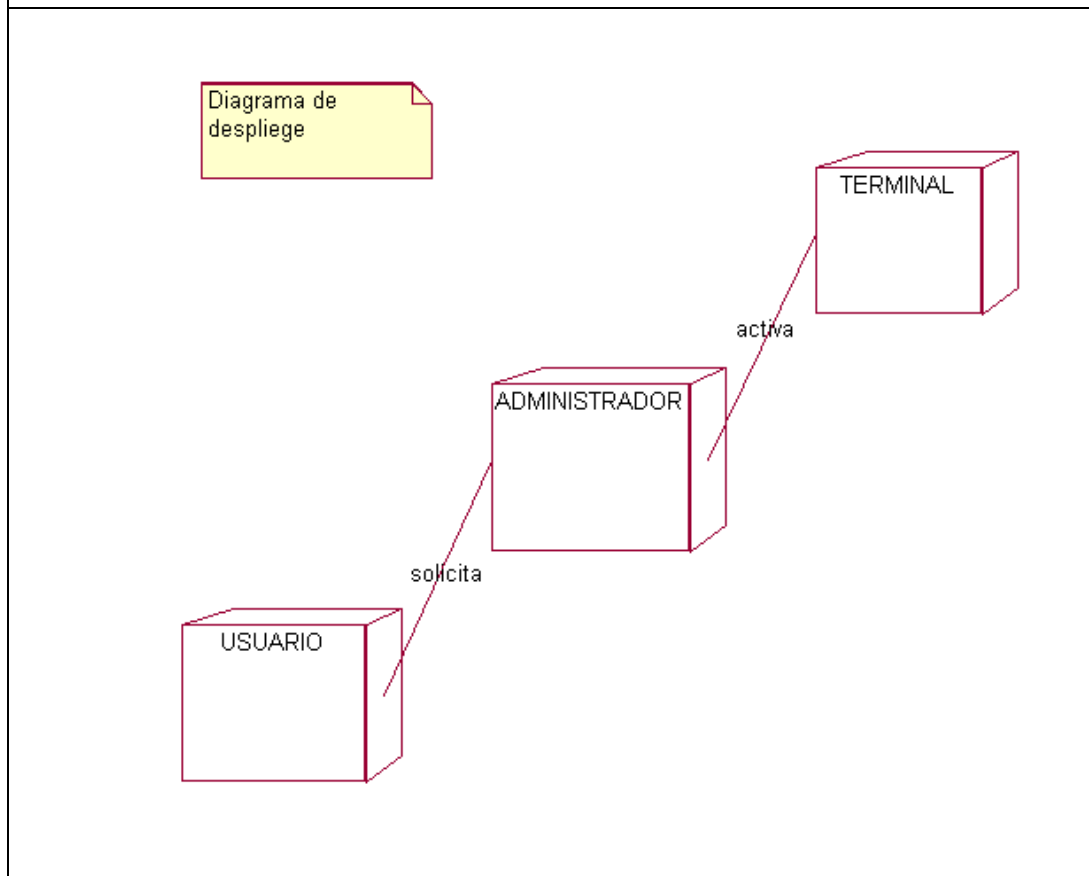 Diagrama de
despliege
TERMINAL
activa
ADMINISTRADOR
solicita
USUARIO